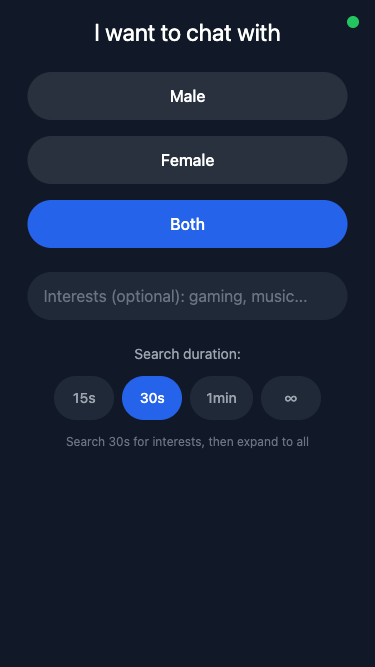 I want to chat with
Male
Female
Both
Interests (optional): gaming, music...
Search duration:
15s 30s 1min ∞
Search 30s for interests, then expand to all